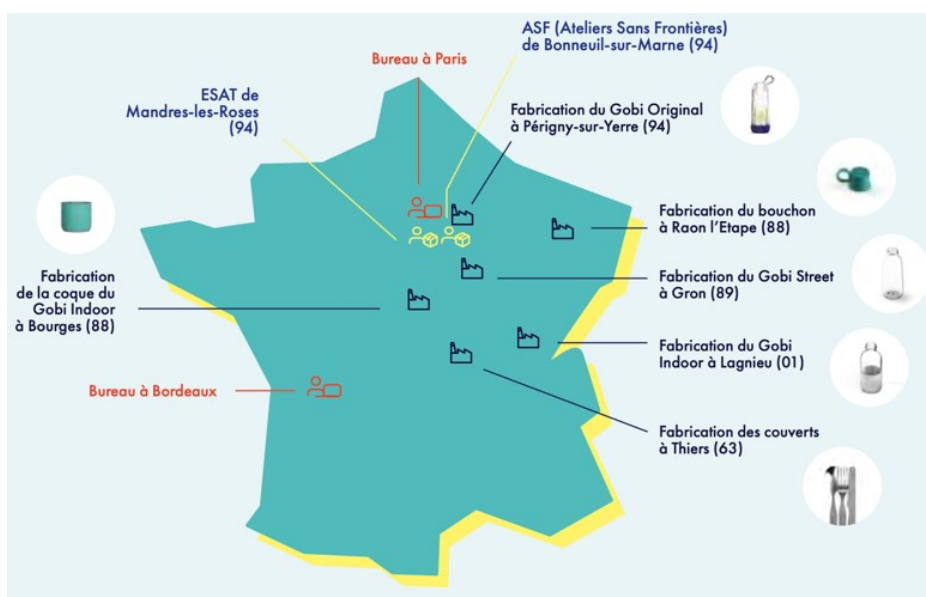 ASF (Ateliers Sans Frontières)
de Bonneuil-sur-Marne (94)
Bureau à Paris
ESAT de
Mandres-les-Roses
(94)
Fabrication du Gobi Original
à Périgny-sur-Yerre (94)
Fabrication du bouchon
à Raon l'Etape (88)
Fabrication du Gobi Street
à Gron (89)
Fabrication
de la coque du
Gobi Indoor
à Bourges (88)
Fabrication du Gobi
Indoor à Lagnieu (01)
Bureau à Bordeaux
Fabrication des couverts
à Thiers (63)